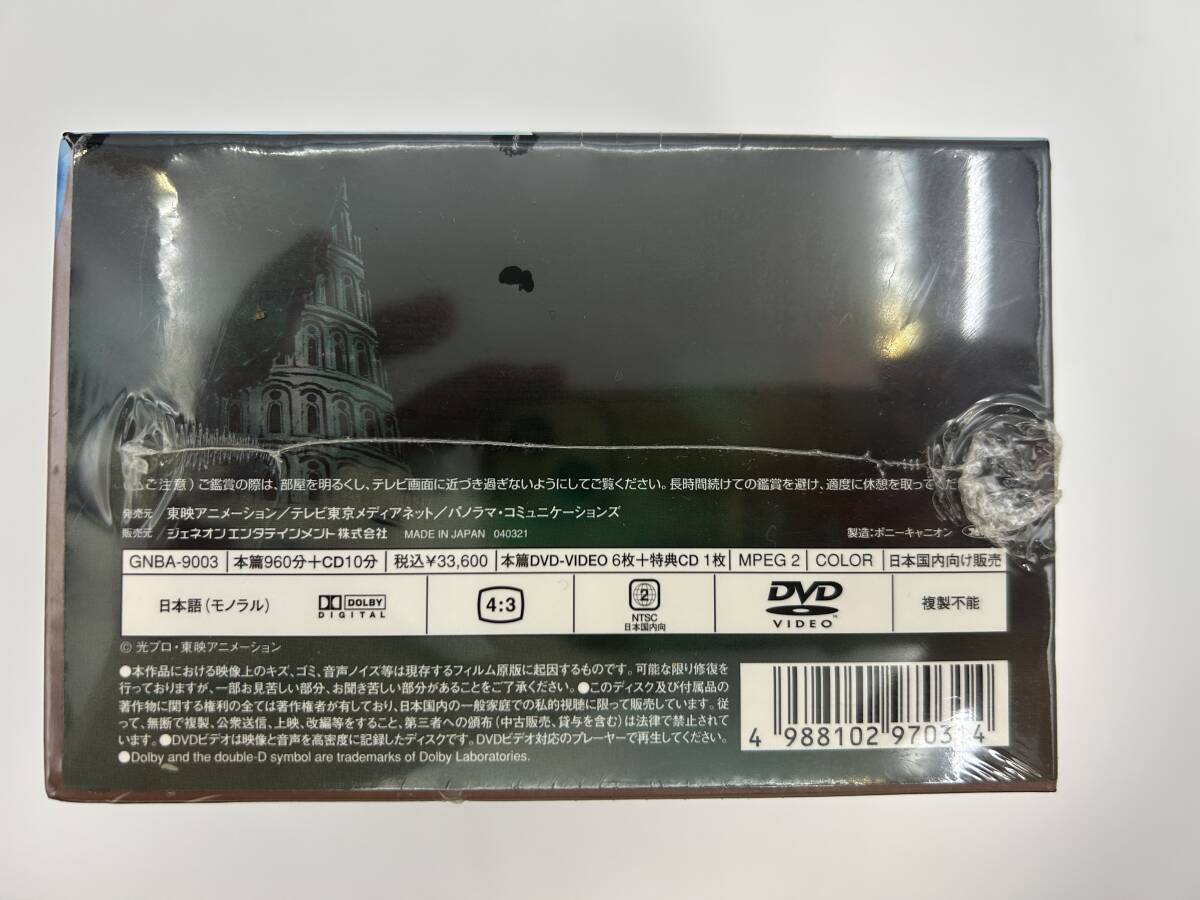 ご注意）ご鑑賞の際は、部屋を明るくし、テレビ画面に近づき過ぎないようにしてご覧ください。長時間続けての鑑賞を避け、適度に休憩を取ってくだ
発売元 東映アニメーション／テレビ東京メディアネット／パノラマ・コミュニケーションズ
販売元 ジェネオン エンタテインメント株式会社 MADE IN JAPAN 040321 製造：ポニーキャニオン
GNBA-9003 本篇960分＋CD10分 税込￥33,600 本篇DVD-VIDEO 6枚＋特典CD 1枚 MPEG 2 COLOR 日本国内向け販売
日本語（モノラル） DOLBY DIGITAL 4:3 2 NTSC 日本国内向 DVD VIDEO 複製不能
© 光プロ・東映アニメーション
●本作品における映像上のキズ、ゴミ、音声ノイズ等は現存するフィルム原版に起因するものです。可能な限り修復を
行っておりますが、一部お見苦しい部分、お聞き苦しい部分があることをご了承ください。●このディスク及び付属品の
著作物に関する権利の全ては著作権者が有しており、日本国内の一般家庭での私的視聴に限って販売しています。従
って、無断で複製、公衆送信、上映、改編等をすること、第三者への頒布（中古販売、貸与を含む）は法律で禁止されて
います。●DVDビデオは映像と音声を高密度に記録したディスクです。DVDビデオ対応のプレーヤーで再生してください。
●Dolby and the double-D symbol are trademarks of Dolby Laboratories.
4 988102 970314